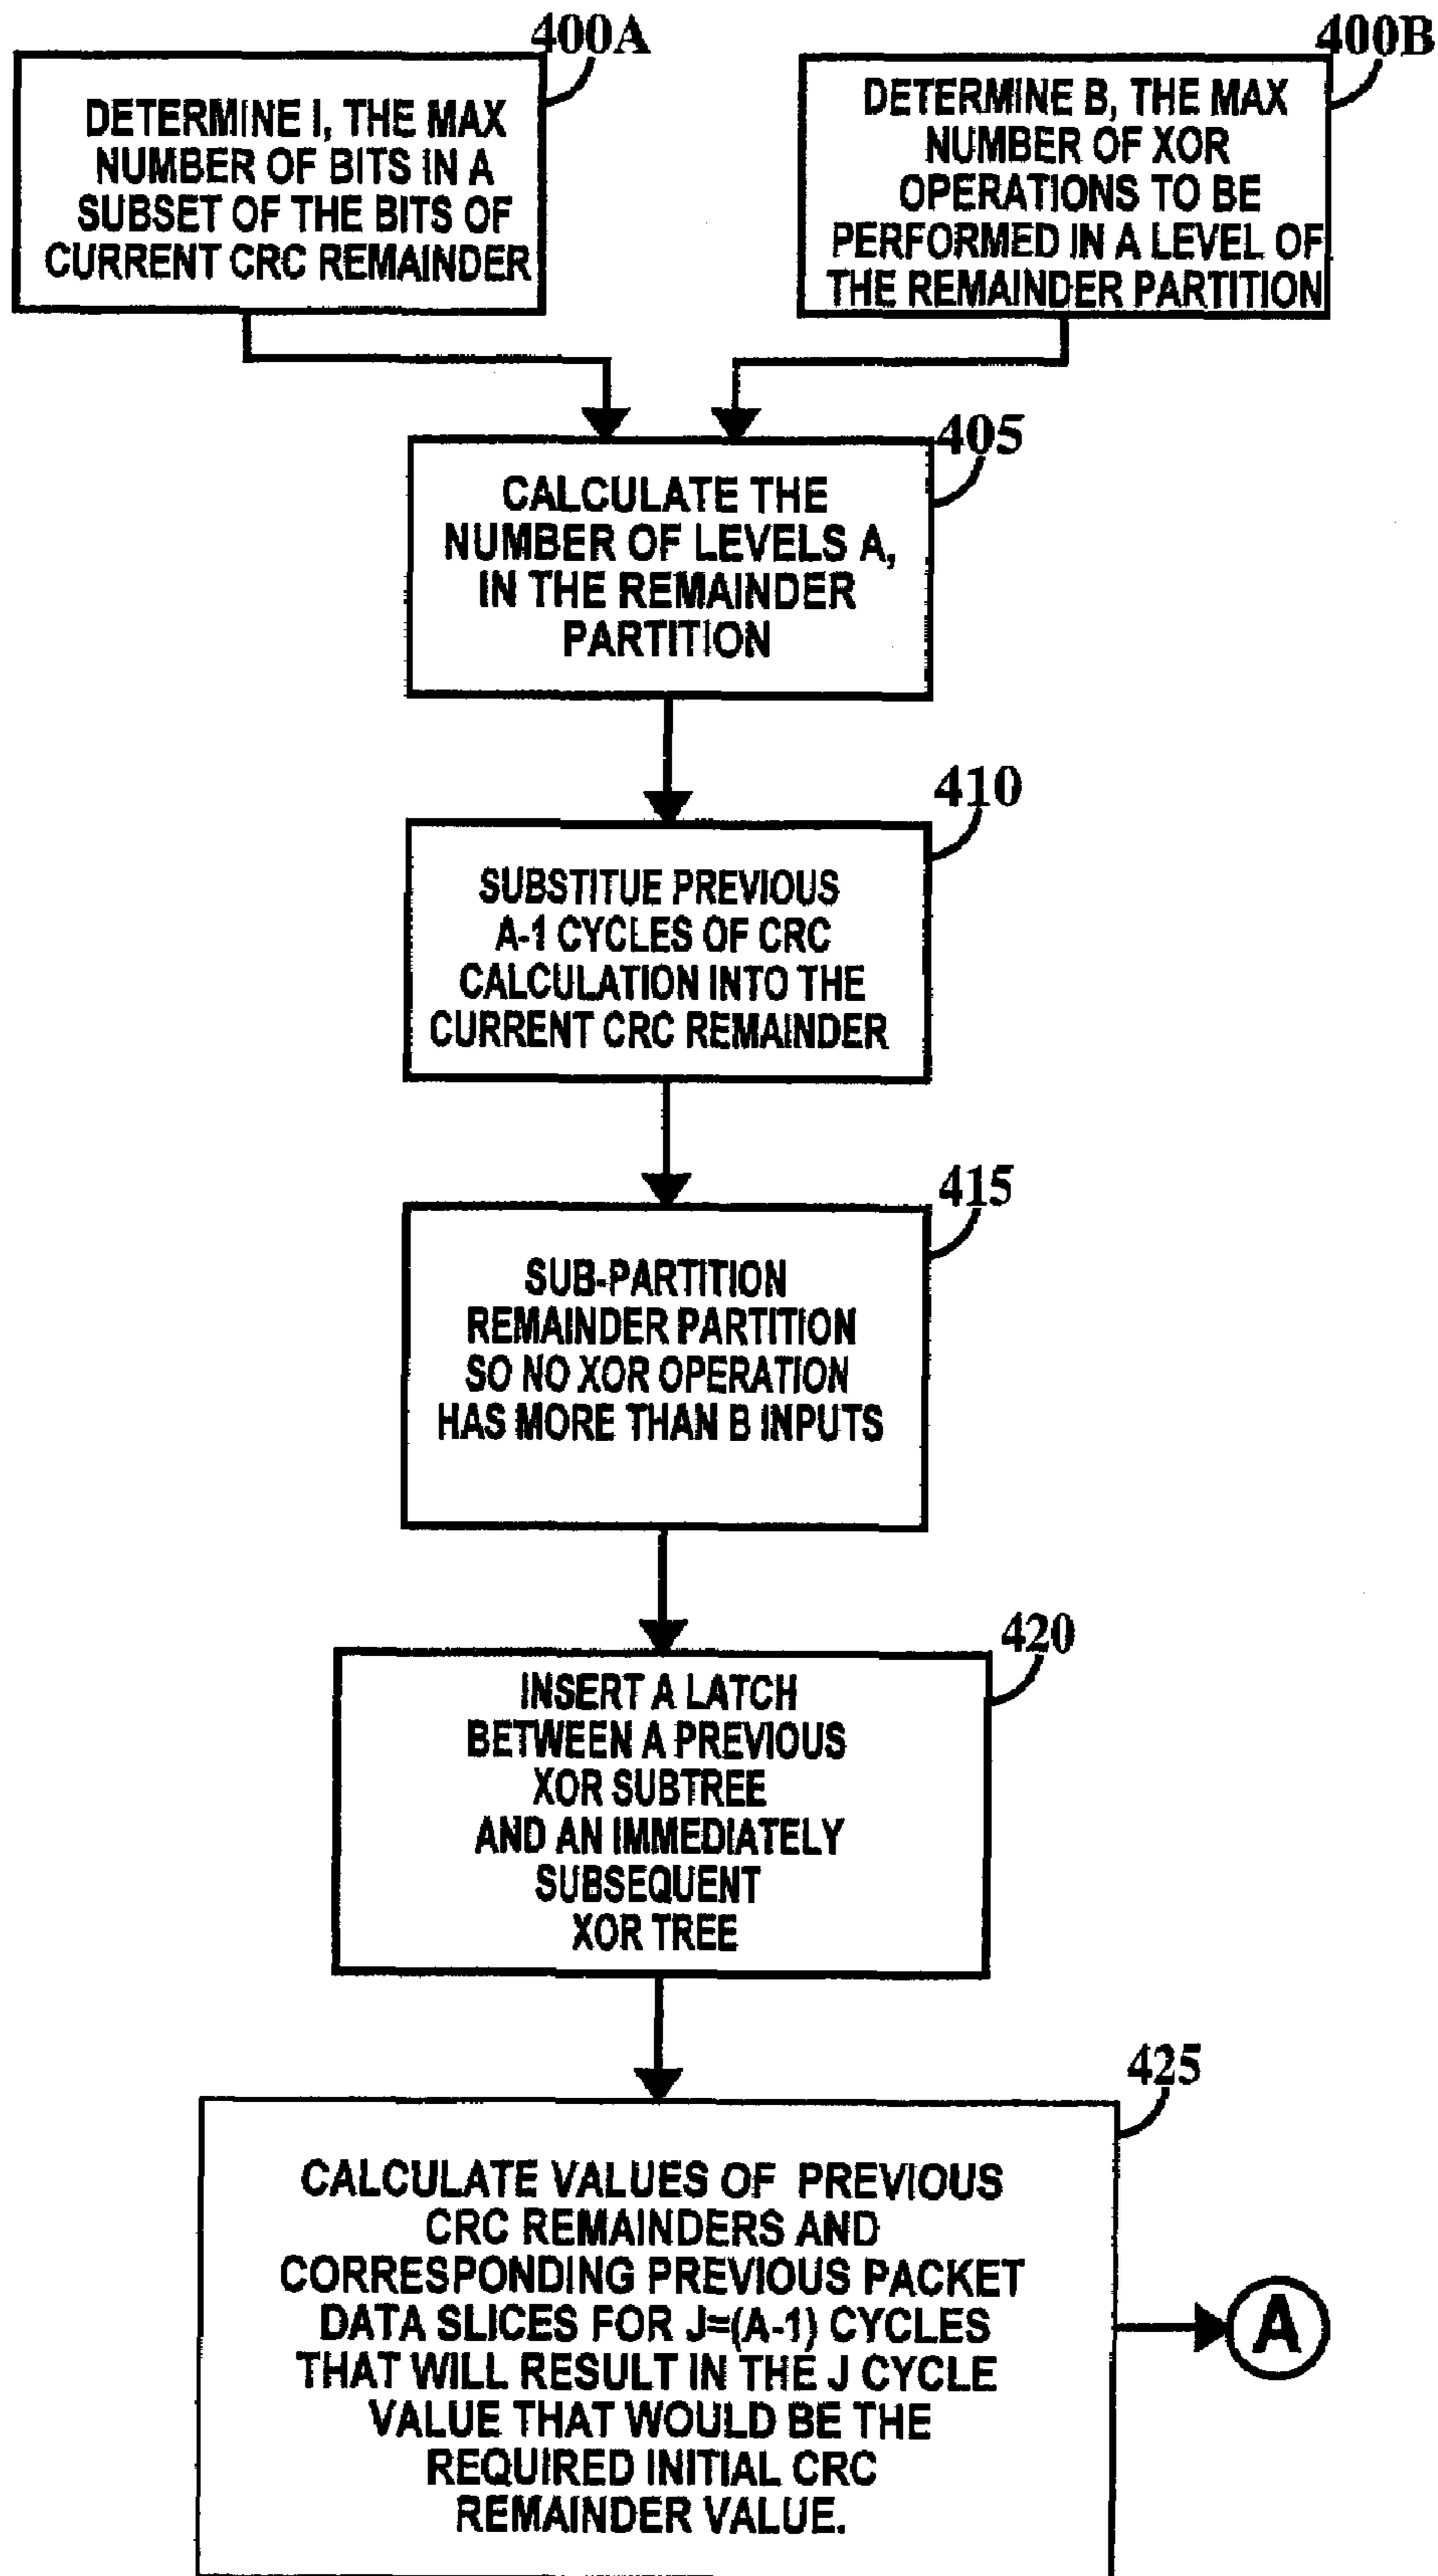 400A
DETERMINE I, THE MAX
NUMBER OF BITS IN A
SUBSET OF THE BITS OF
CURRENT CRC REMAINDER
400B
DETERMINE B, THE MAX
NUMBER OF XOR
OPERATIONS TO BE
PERFORMED IN A LEVEL OF
THE REMAINDER PARTITION
405
CALCULATE THE
NUMBER OF LEVELS A,
IN THE REMAINDER
PARTITION
410
SUBSTITUE PREVIOUS
A-1 CYCLES OF CRC
CALCULATION INTO THE
CURRENT CRC REMAINDER
415
SUB-PARTITION
REMAINDER PARTITION
SO NO XOR OPERATION
HAS MORE THAN B INPUTS
420
INSERT A LATCH
BETWEEN A PREVIOUS
XOR SUBTREE
AND AN IMMEDIATELY
SUBSEQUENT
XOR TREE
425
CALCULATE VALUES OF PREVIOUS
CRC REMAINDERS AND
CORRESPONDING PREVIOUS PACKET
DATA SLICES FOR J=(A-1) CYCLES
THAT WILL RESULT IN THE J CYCLE
VALUE THAT WOULD BE THE
REQUIRED INITIAL CRC
REMAINDER VALUE.
A